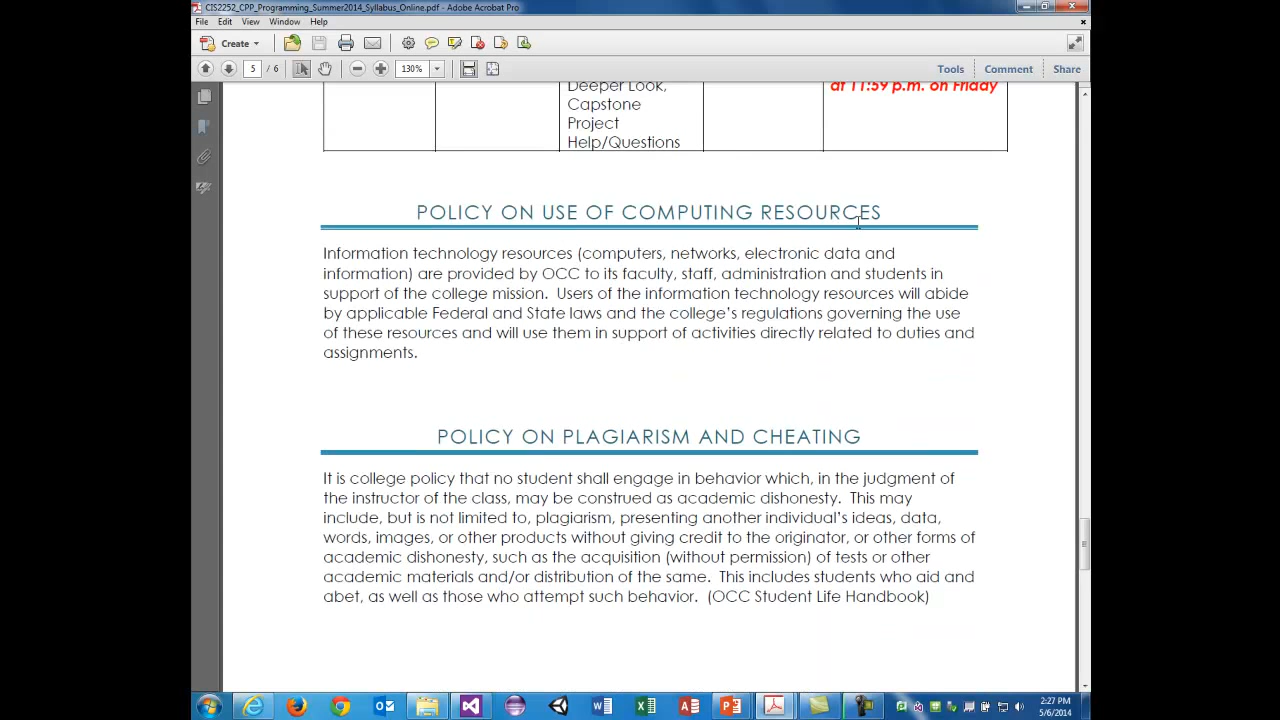 CIS2252_CPP_Programming_Summer2014_Syllabus_Online.pdf - Adobe Acrobat Pro
File Edit View Window Help
Create
5 / 6 130% Tools Comment Share
Deeper Look,
Capstone
Project
Help/Questions
at 11:59 p.m. on Friday
POLICY ON USE OF COMPUTING RESOURCES
Information technology resources (computers, networks, electronic data and
information) are provided by OCC to its faculty, staff, administration and students in
support of the college mission.  Users of the information technology resources will abide
by applicable Federal and State laws and the college's regulations governing the use
of these resources and will use them in support of activities directly related to duties and
assignments.
POLICY ON PLAGIARISM AND CHEATING
It is college policy that no student shall engage in behavior which, in the judgment of
the instructor of the class, may be construed as academic dishonesty.  This may
include, but is not limited to, plagiarism, presenting another individual's ideas, data,
words, images, or other products without giving credit to the originator, or other forms of
academic dishonesty, such as the acquisition (without permission) of tests or other
academic materials and/or distribution of the same.  This includes students who aid and
abet, as well as those who attempt such behavior.  (OCC Student Life Handbook)
2:27 PM
5/6/2014